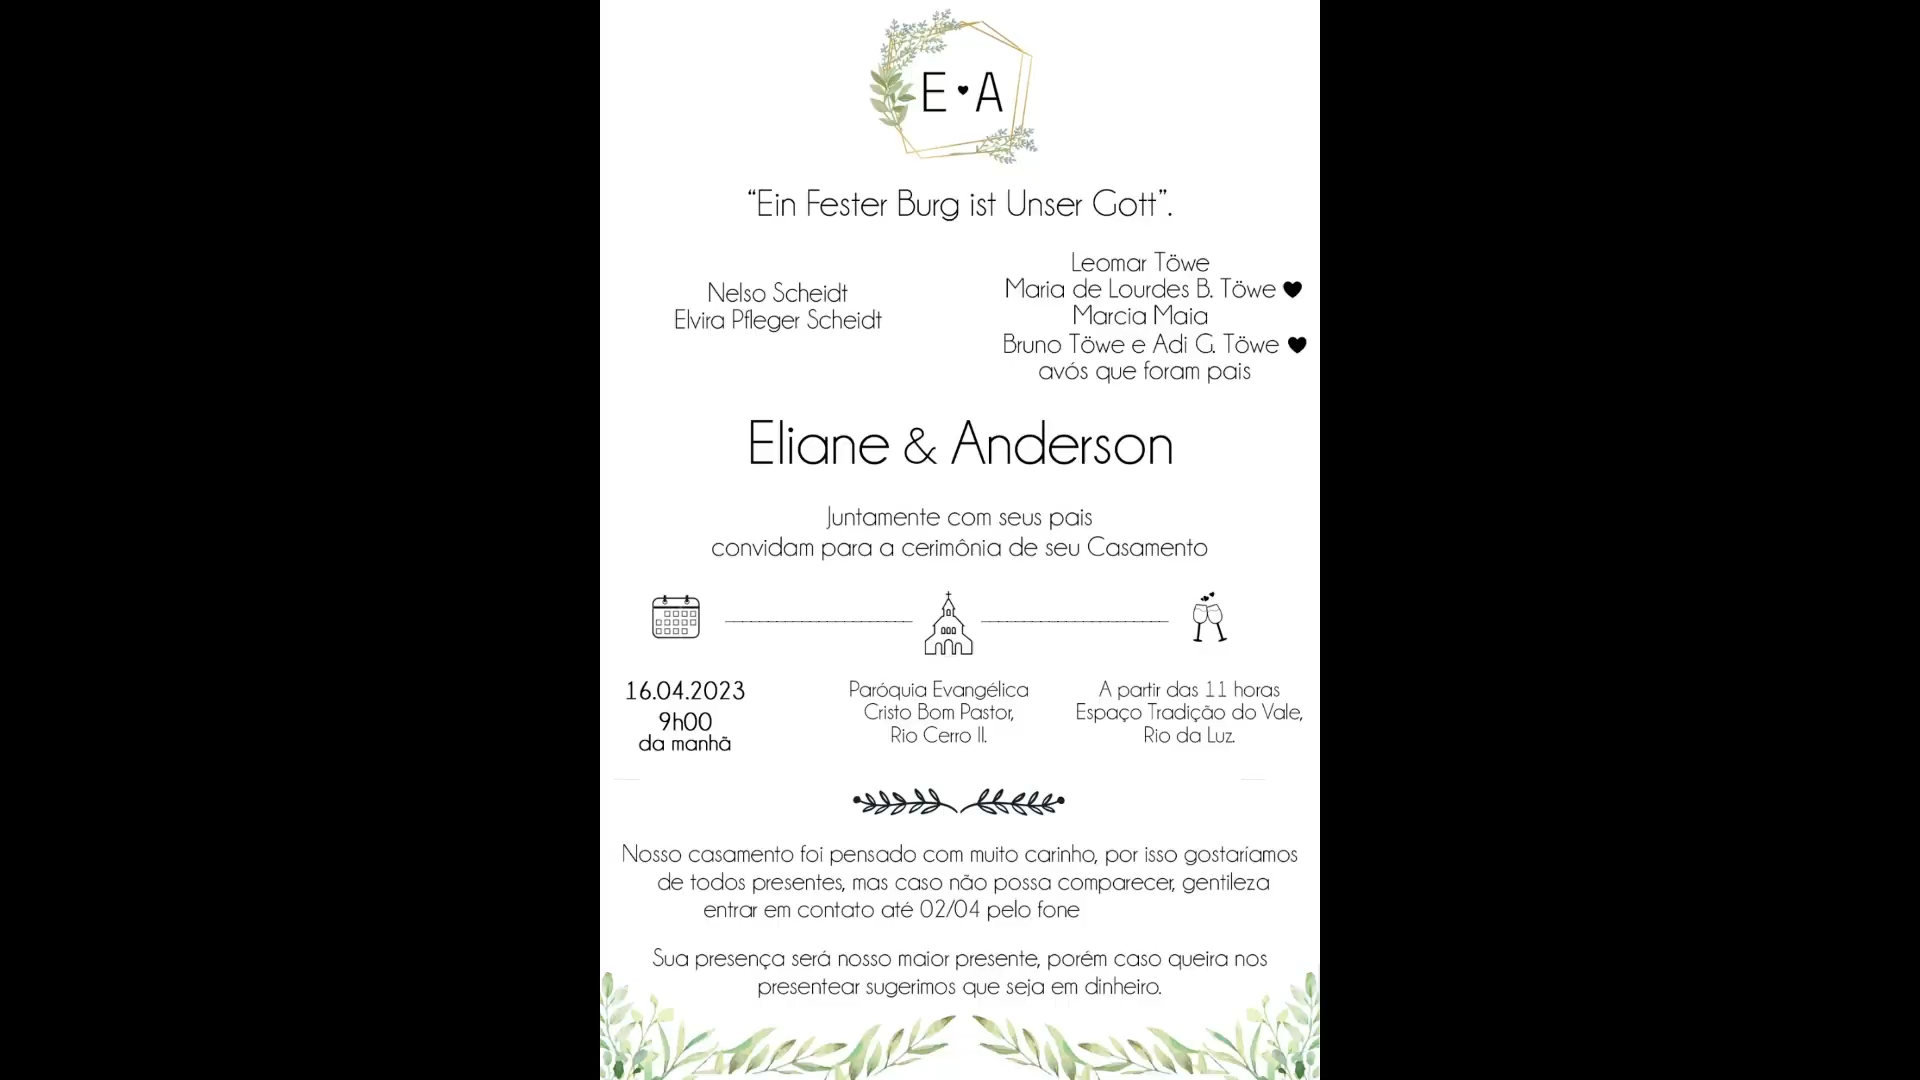 E♥A
“Ein Fester Burg ist Unser Gott”.
Nelso Scheidt
Elvira Pfleger Scheidt
Leomar Töwe
Maria de Lourdes B. Töwe ♥
Marcia Maia
Bruno Töwe e Adi G. Töwe ♥
avós que foram pais
Eliane & Anderson
Juntamente com seus pais
convidam para a cerimônia de seu Casamento
16.04.2023
9h00
da manhã
Paróquia Evangélica
Cristo Bom Pastor,
Rio Cerro II.
A partir das 11 horas
Espaço Tradição do Vale,
Rio da Luz.
Nosso casamento foi pensado com muito carinho, por isso gostaríamos
de todos presentes, mas caso não possa comparecer, gentileza
entrar em contato até 02/04 pelo fone
Sua presença será nosso maior presente, porém caso queira nos
presentear sugerimos que seja em dinheiro.